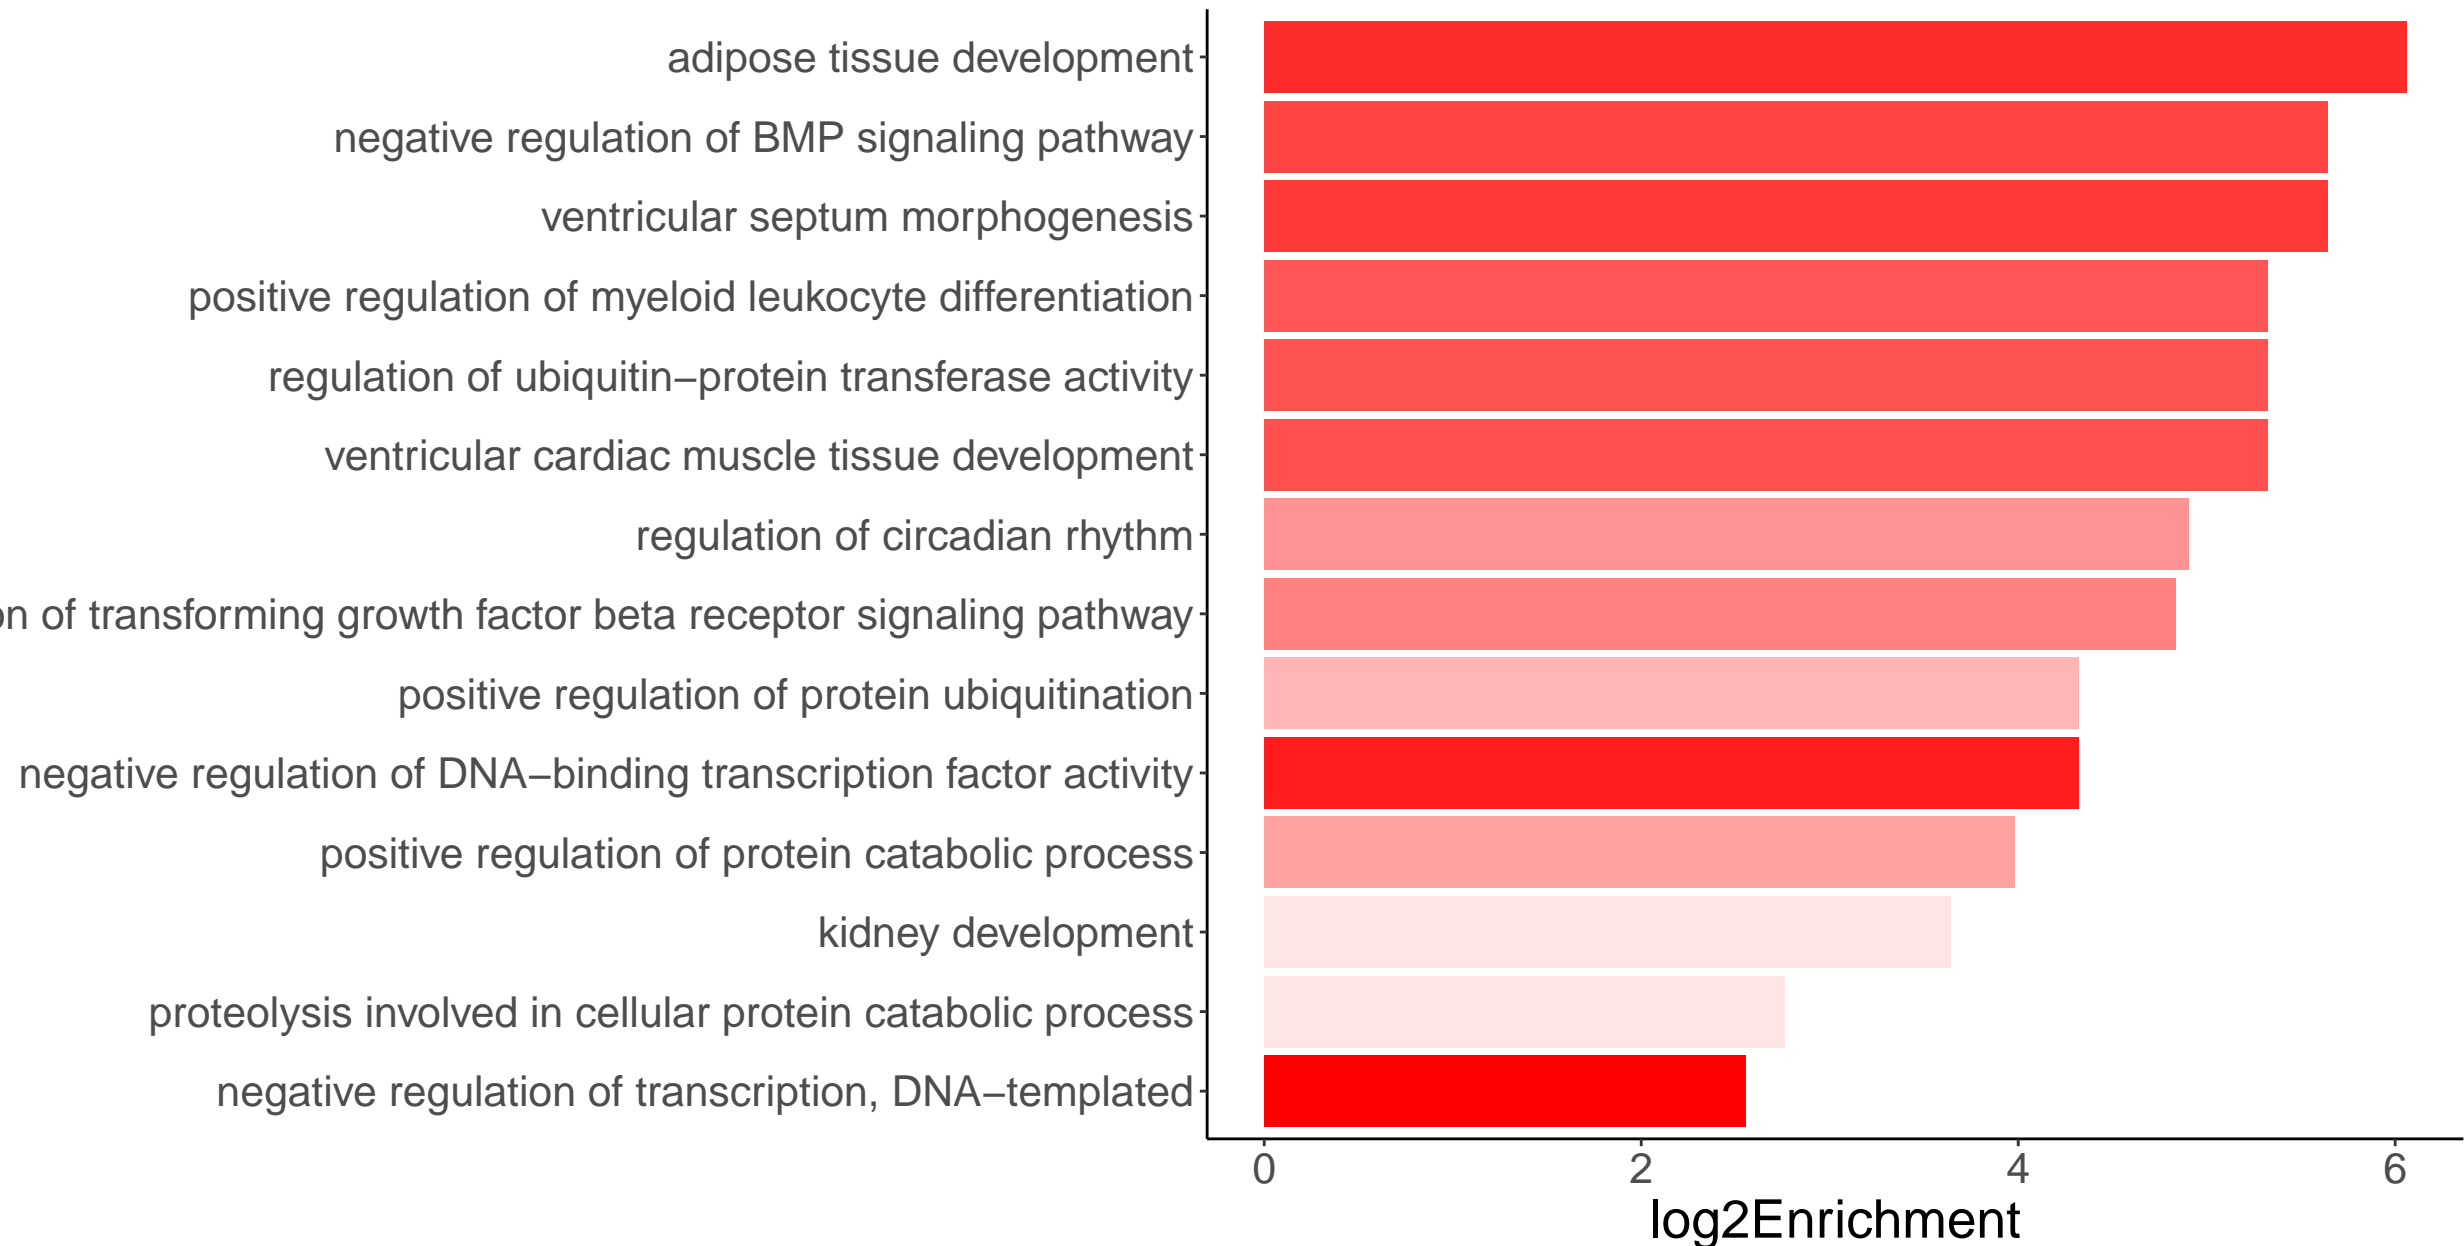 adipose tissue development
negative regulation of BMP signaling pathway
ventricular septum morphogenesis
positive regulation of myeloid leukocyte differentiation
regulation of ubiquitin−protein transferase activity
ventricular cardiac muscle tissue development
regulation of circadian rhythm
on of transforming growth factor beta receptor signaling pathway
positive regulation of protein ubiquitination
negative regulation of DNA−binding transcription factor activity
positive regulation of protein catabolic process
kidney development
proteolysis involved in cellular protein catabolic process
negative regulation of transcription, DNA−templated
0 2 4 6
log2Enrichment